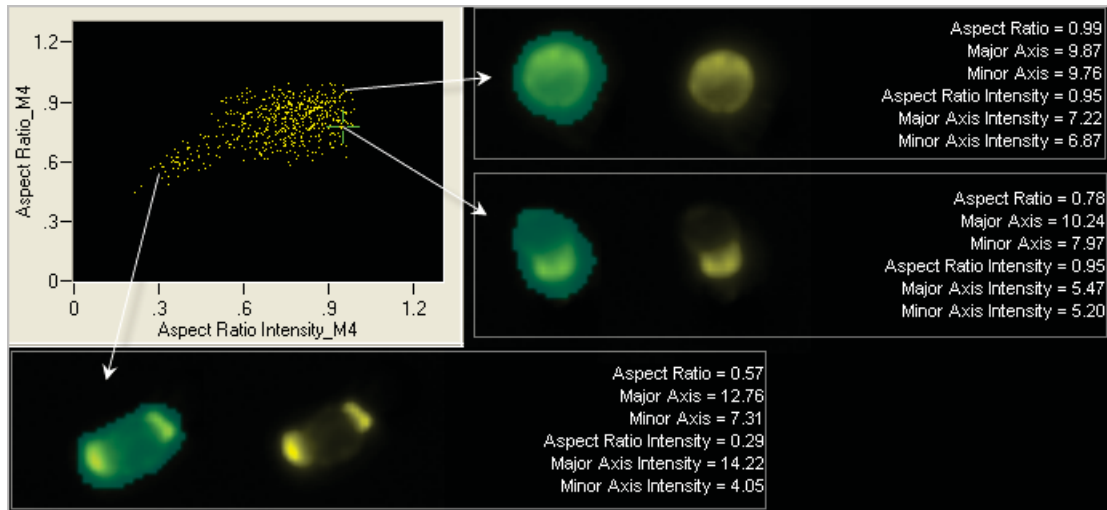 1.2
.9
.6
.3
0
Aspect Ratio_M4
0
.3
.6
.9
1.2
Aspect Ratio Intensity_M4
Aspect Ratio = 0.99
Major Axis = 9.87
Minor Axis = 9.76
Aspect Ratio Intensity = 0.95
Major Axis Intensity = 7.22
Minor Axis Intensity = 6.87
Aspect Ratio = 0.78
Major Axis = 10.24
Minor Axis = 7.97
Aspect Ratio Intensity = 0.95
Major Axis Intensity = 5.47
Minor Axis Intensity = 5.20
Aspect Ratio = 0.57
Major Axis = 12.76
Minor Axis = 7.31
Aspect Ratio Intensity = 0.29
Major Axis Intensity = 14.22
Minor Axis Intensity = 4.05